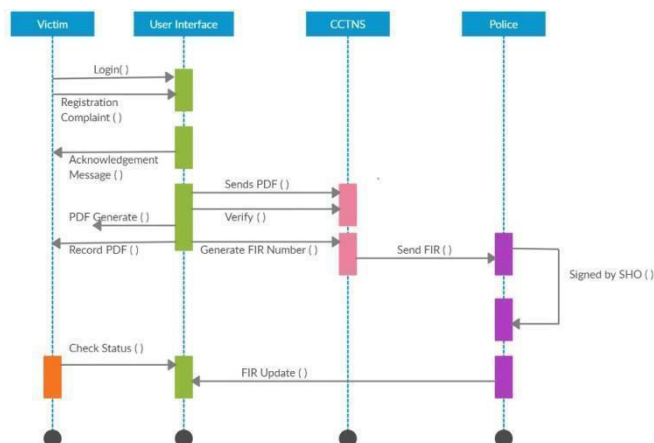 Victim
User Interface
CCTNS
Police
Login( )
Registration
Complaint ( )
Acknowledgement
Message( )
Sends PDF ( )
PDF Generate ( )
Verify ( )
Record PDF( )
Generate FIR Number( )
Send FIR( )
Signed by SHO ( )
Check Status ( )
FIR Update( )